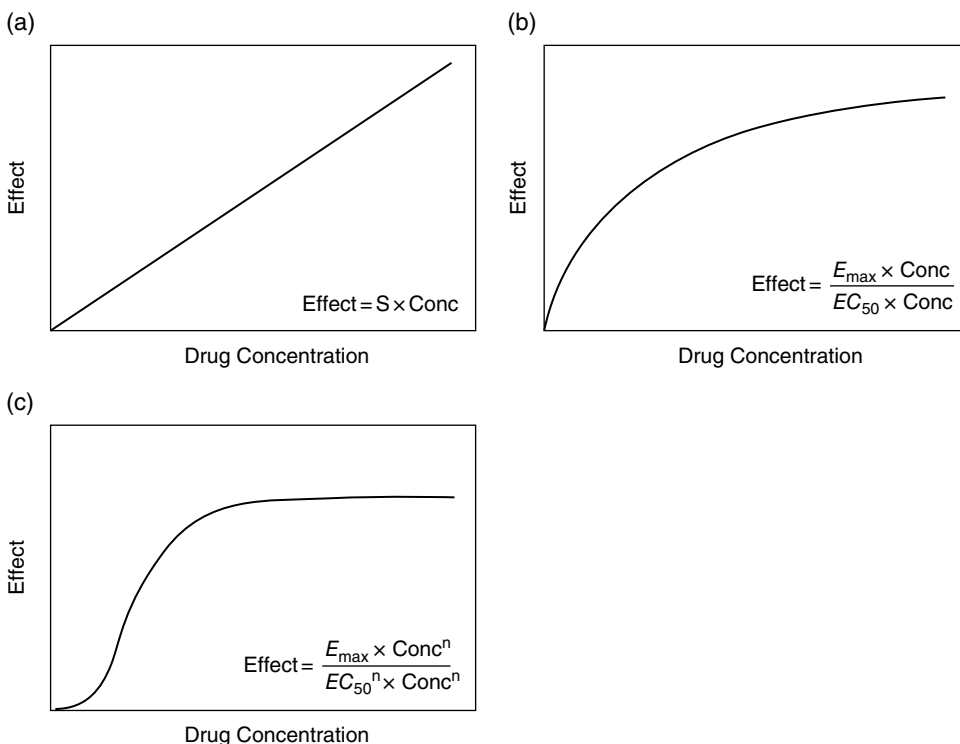 (a)
Effect
Effect = S × Conc
Drug Concentration
(b)
Effect
Effect = E_max × Conc / EC_50 × Conc
Drug Concentration
(c)
Effect
Effect = E_max × Conc^n / EC_50^n × Conc^n
Drug Concentration